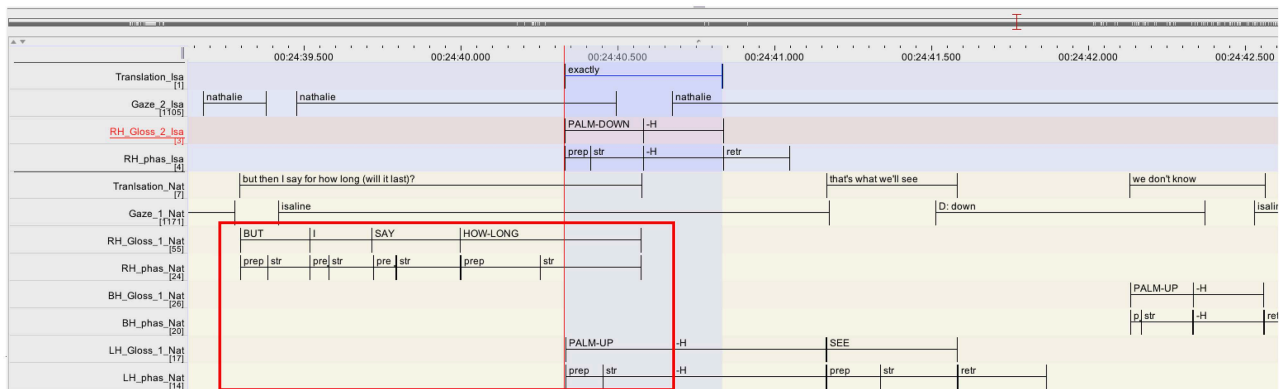 00:24:39.500 00:24:40.000 00:24:40.500 00:24:41.000 00:24:41.500 00:24:42.000 00:24:42.500
Translation_Isa [1] exactly
Gaze_2_Isa [1105] nathalie nathalie nathalie
RH_Gloss_2_Isa [3] PALM-DOWN -H
RH_phas_Isa [4] prep str -H retr
Tranlsation_Nat [7] but then I say for how long (will it last)? that's what we'll see we don't know
Gaze_1_Nat [1171] isaline D: down isalin
RH_Gloss_1_Nat [55] BUT I SAY HOW-LONG
RH_phas_Nat [24] prep str pre str pre str prep str
BH_Gloss_1_Nat [26] PALM-UP -H
BH_phas_Nat [20] p str -H ret
LH_Gloss_1_Nat [17] PALM-UP -H SEE
LH_phas_Nat [14] prep str -H prep str retr